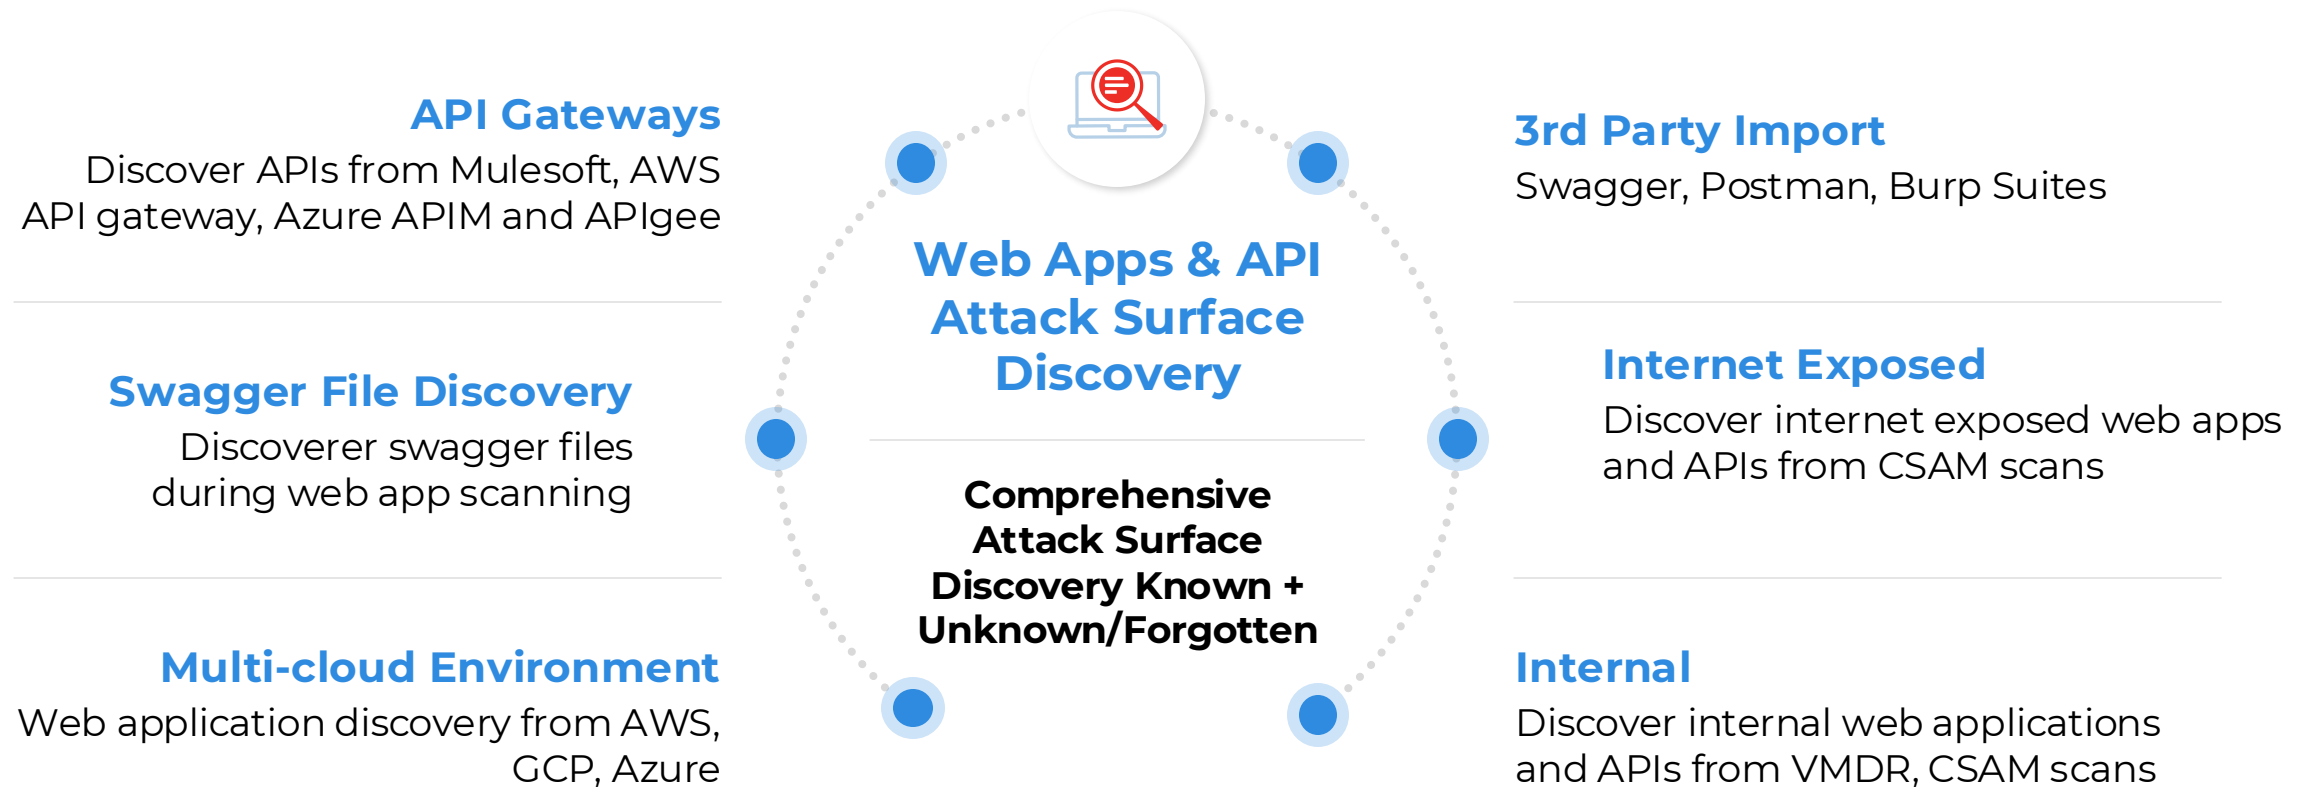 API Gateways
Discover APIs from Mulesoft, AWS
API gateway, Azure APIM and APIgee
Swagger File Discovery
Discoverer swagger files
during web app scanning
Multi-cloud Environment
Web application discovery from AWS,
GCP, Azure
Web Apps & API
Attack Surface
Discovery
Comprehensive
Attack Surface
Discovery Known +
Unknown/Forgotten
3rd Party Import
Swagger, Postman, Burp Suites
Internet Exposed
Discover internet exposed web apps
and APIs from CSAM scans
Internal
Discover internal web applications
and APIs from VMDR, CSAM scans